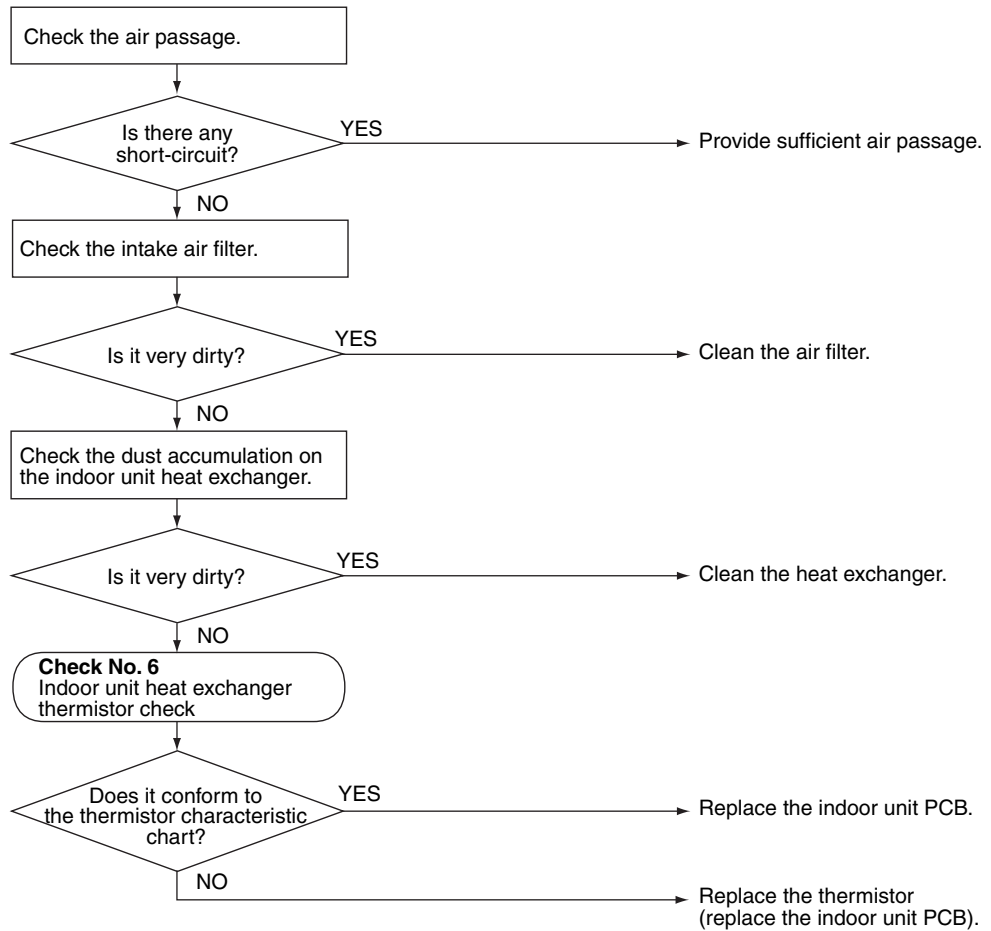 Check the air passage.
Is there any
short-circuit?
YES
Provide sufficient air passage.
NO
Check the intake air filter.
Is it very dirty?
YES
Clean the air filter.
NO
Check the dust accumulation on
the indoor unit heat exchanger.
Is it very dirty?
YES
Clean the heat exchanger.
NO
Check No. 6
Indoor unit heat exchanger
thermistor check
Does it conform to
the thermistor characteristic
chart?
YES
Replace the indoor unit PCB.
NO
Replace the thermistor
(replace the indoor unit PCB).